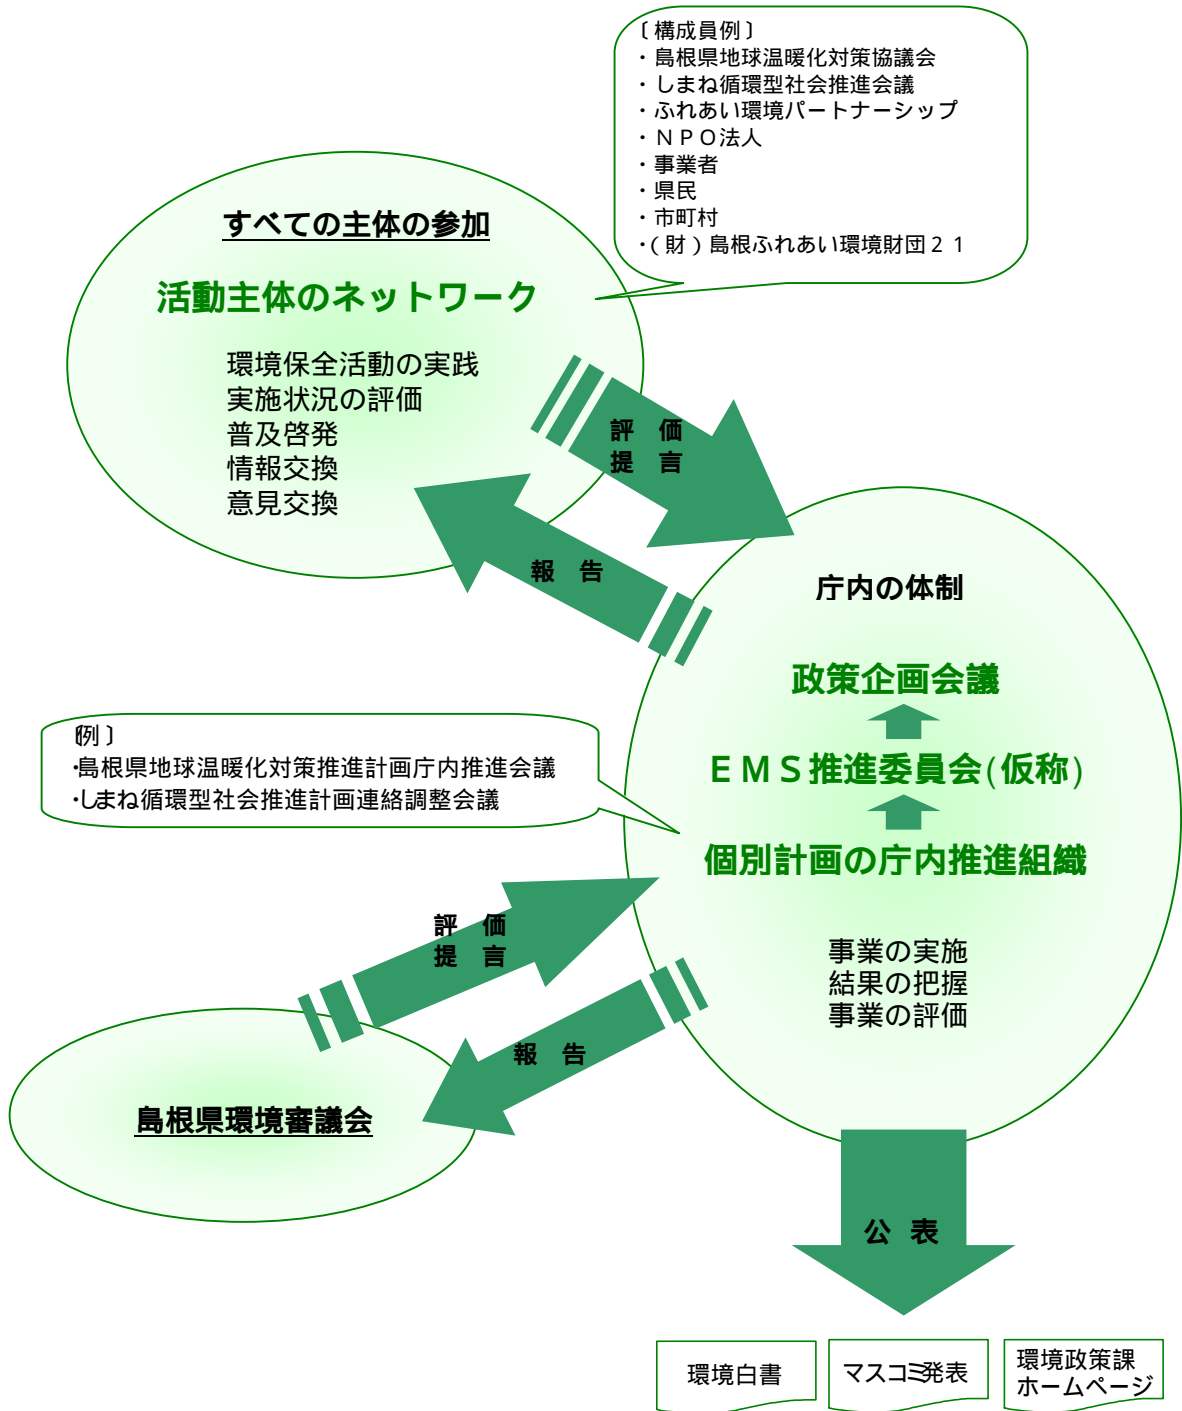 〔構成員例〕
・島根県地球温暖化対策協議会
・しまね循環型社会推進会議
・ふれあい環境パートナーシップ
・ＮＰＯ法人
・事業者
・県民
・市町村
・(財)島根ふれあい環境財団２１
すべての主体の参加
活動主体のネットワーク
環境保全活動の実践
実施状況の評価
普及啓発
情報交換
意見交換
評　価
提　言
報　告
庁内の体制
政策企画会議
ＥＭＳ推進委員会(仮称)
個別計画の庁内推進組織
事業の実施
結果の把握
事業の評価
〔例〕
・島根県地球温暖化対策推進計画庁内推進会議
・しまね循環型社会推進計画連絡調整会議
評　価
提　言
報　告
島根県環境審議会
公　表
環境白書
マスコミ発表
環境政策課
ホームページ